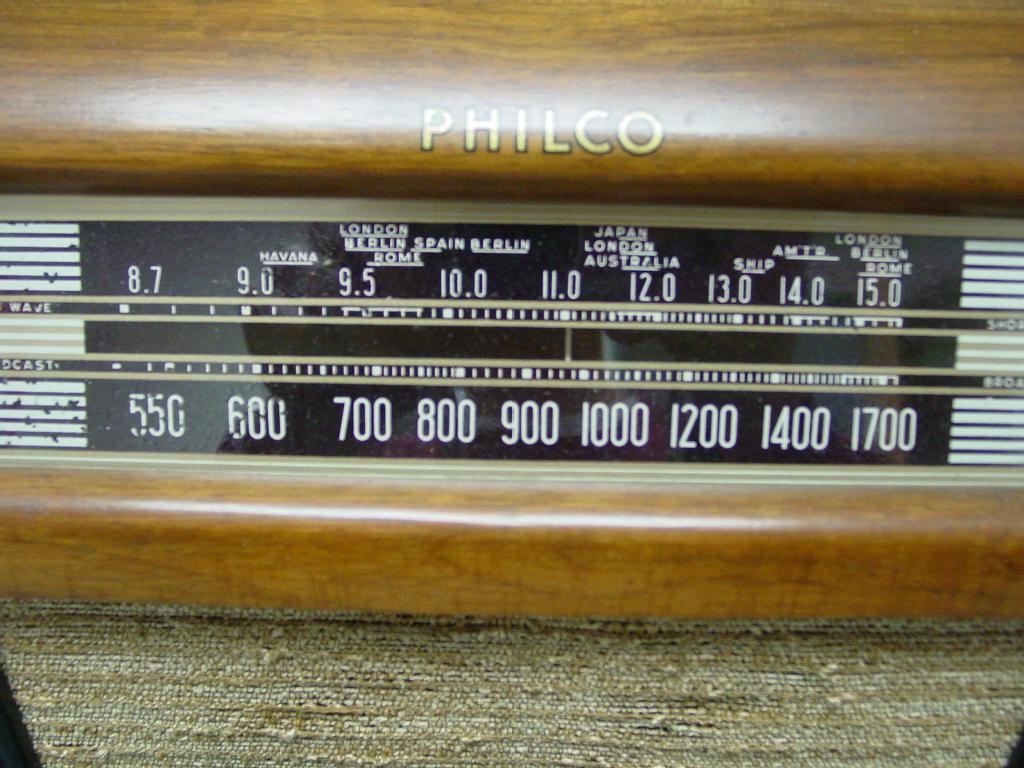 PHILCO
LONDON JAPAN LONDON
BERLIN SPAIN BERLIN LONDON AMTR BERLIN
HAVANA ROME AUSTRALIA SHIP ROME
8.7 9.0 9.5 10.0 11.0 12.0 13.0 14.0 15.0
WAVE SHO
DCAST BROA
550 600 700 800 900 1000 1200 1400 1700